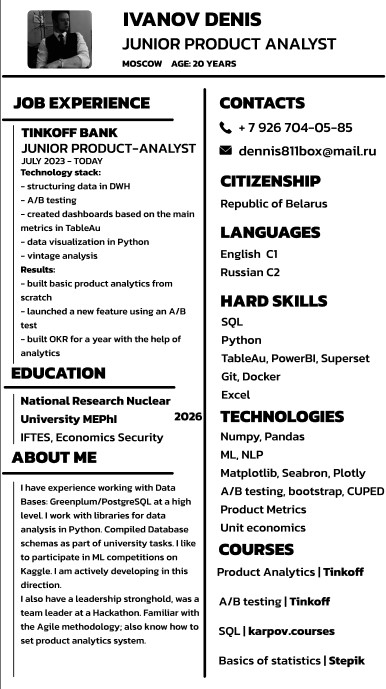 IVANOV DENIS
JUNIOR PRODUCT ANALYST
MOSCOW AGE: 20 YEARS
JOB EXPERIENCE
TINKOFF BANK
JUNIOR PRODUCT-ANALYST
JULY 2023 - TODAY
Technology stack:
- structuring data in DWH
- A/B testing
- created dashboards based on the main
metrics in TableAu
- data visualization in Python
- vintage analysis
Results:
- built basic product analytics from
scratch
- launched a new feature using an A/B
test
- built OKR for a year with the help of
analytics
EDUCATION
National Research Nuclear
University MEPhI 2026
IFTES, Economics Security
ABOUT ME
I have experience working with Data
Bases: Greenplum/PostgreSQL at a high
level. I work with libraries for data
analysis in Python. Compiled Database
schemas as part of university tasks. I like
to participate in ML competitions on
Kaggle. I am actively developing in this
direction.
I also have a leadership stronghold, was a
team leader at a Hackathon. Familiar with
the Agile methodology; also know how to
set product analytics system.
CONTACTS
+ 7 926 704-05-85
dennis811box@mail.ru
CITIZENSHIP
Republic of Belarus
LANGUAGES
English C1
Russian C2
HARD SKILLS
SQL
Python
TableAu, PowerBI, Superset
Git, Docker
Excel
TECHNOLOGIES
Numpy, Pandas
ML, NLP
Matplotlib, Seabron, Plotly
A/B testing, bootstrap, CUPED
Product Metrics
Unit economics
COURSES
Product Analytics | Tinkoff
A/B testing | Tinkoff
SQL | karpov.courses
Basics of statistics | Stepik